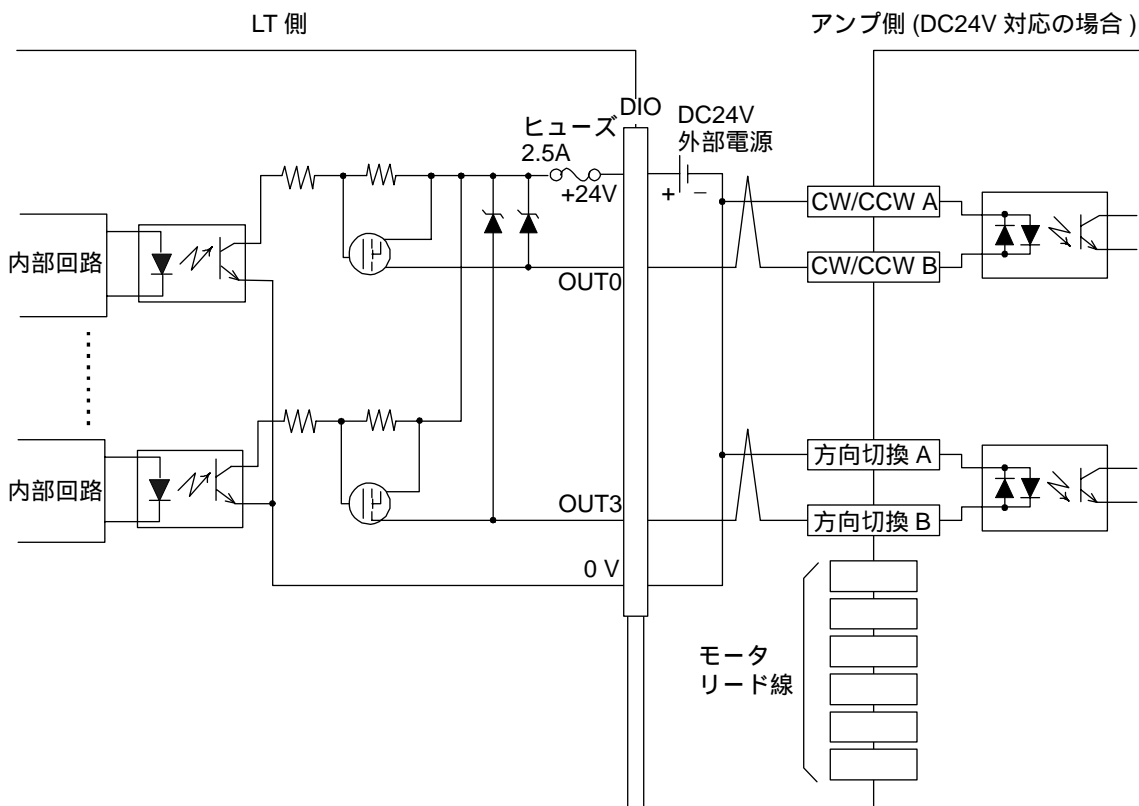 LT 側
アンプ側 (DC24V 対応の場合 )
DIO
ヒューズ
2.5A
+24V
DC24V
外部電源
+ −
CW/CCW A
内部回路
CW/CCW B
OUT0
方向切換 A
内部回路
OUT3
方向切換 B
0 V
モータ
リード線